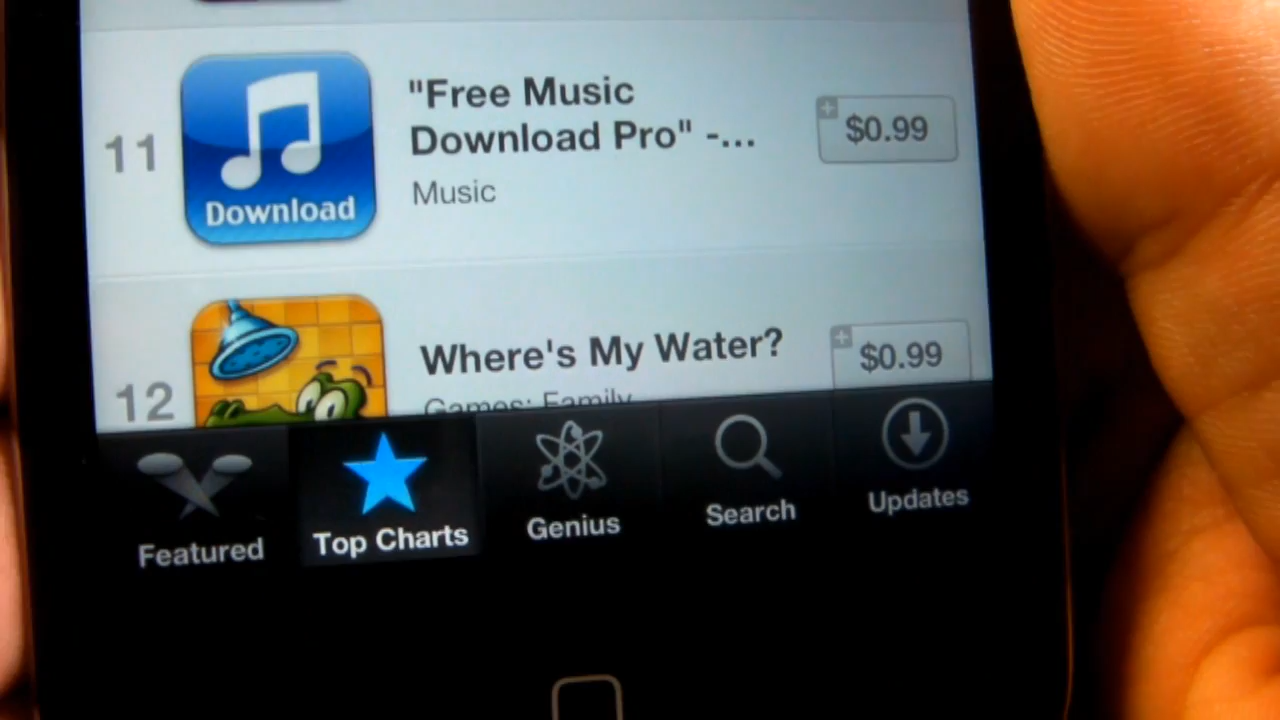 11
Download
"Free Music
Download Pro" -...
Music
$0.99
12
Where's My Water?
Games: Family
$0.99
Featured
Top Charts
Genius
Search
Updates